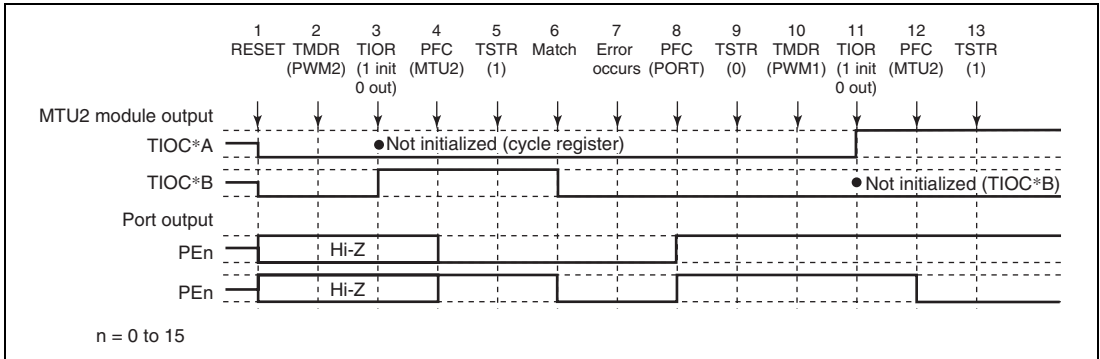 1 2 3 4 5 6 7 8 9 10 11 12 13
RESET TMDR TIOR PFC TSTR Match Error PFC TSTR TMDR TIOR PFC TSTR
(PWM2) (1 init (MTU2) (1) occurs (PORT) (0) (PWM1) (1 init (MTU2) (1)
0 out) 0 out)
MTU2 module output
TIOC*A ●Not initialized (cycle register)
TIOC*B ●Not initialized (TIOC*B)
Port output
PEn Hi-Z
PEn Hi-Z
n = 0 to 15